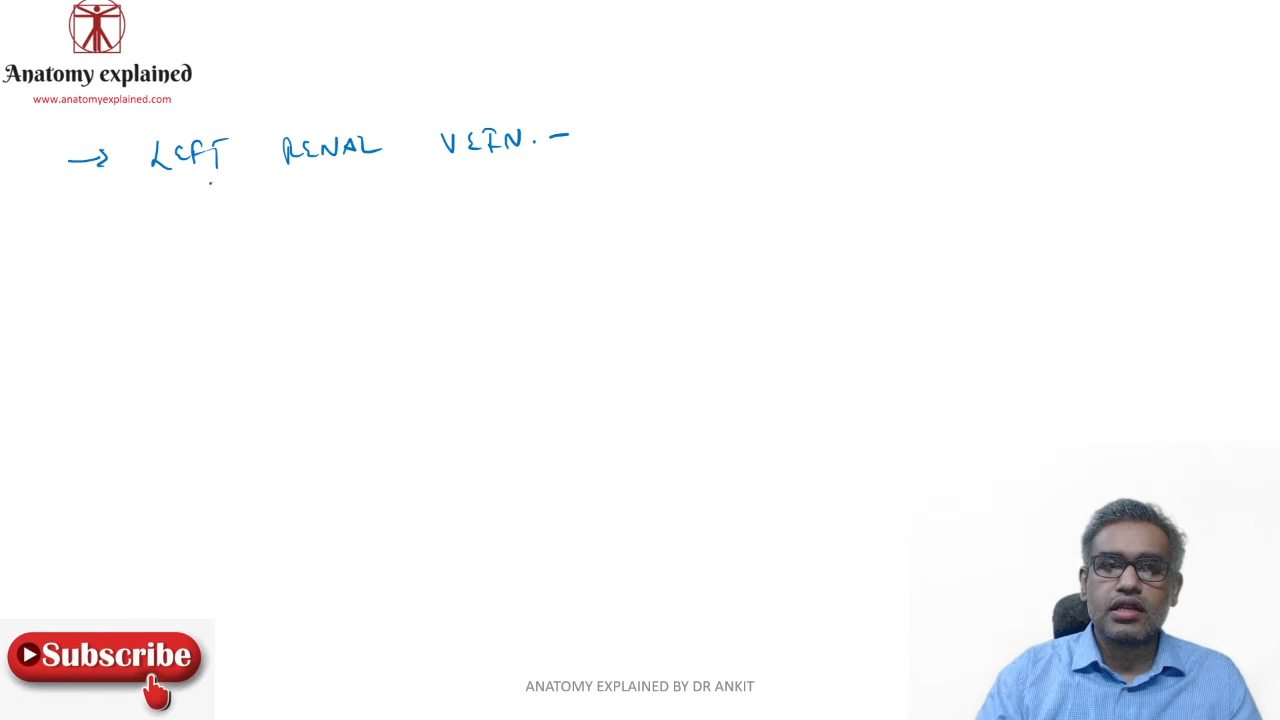 Anatomy explained
www.anatomyexplained.com
→ LEFT RENAL VEIN. -
Subscribe
ANATOMY EXPLAINED BY DR ANKIT